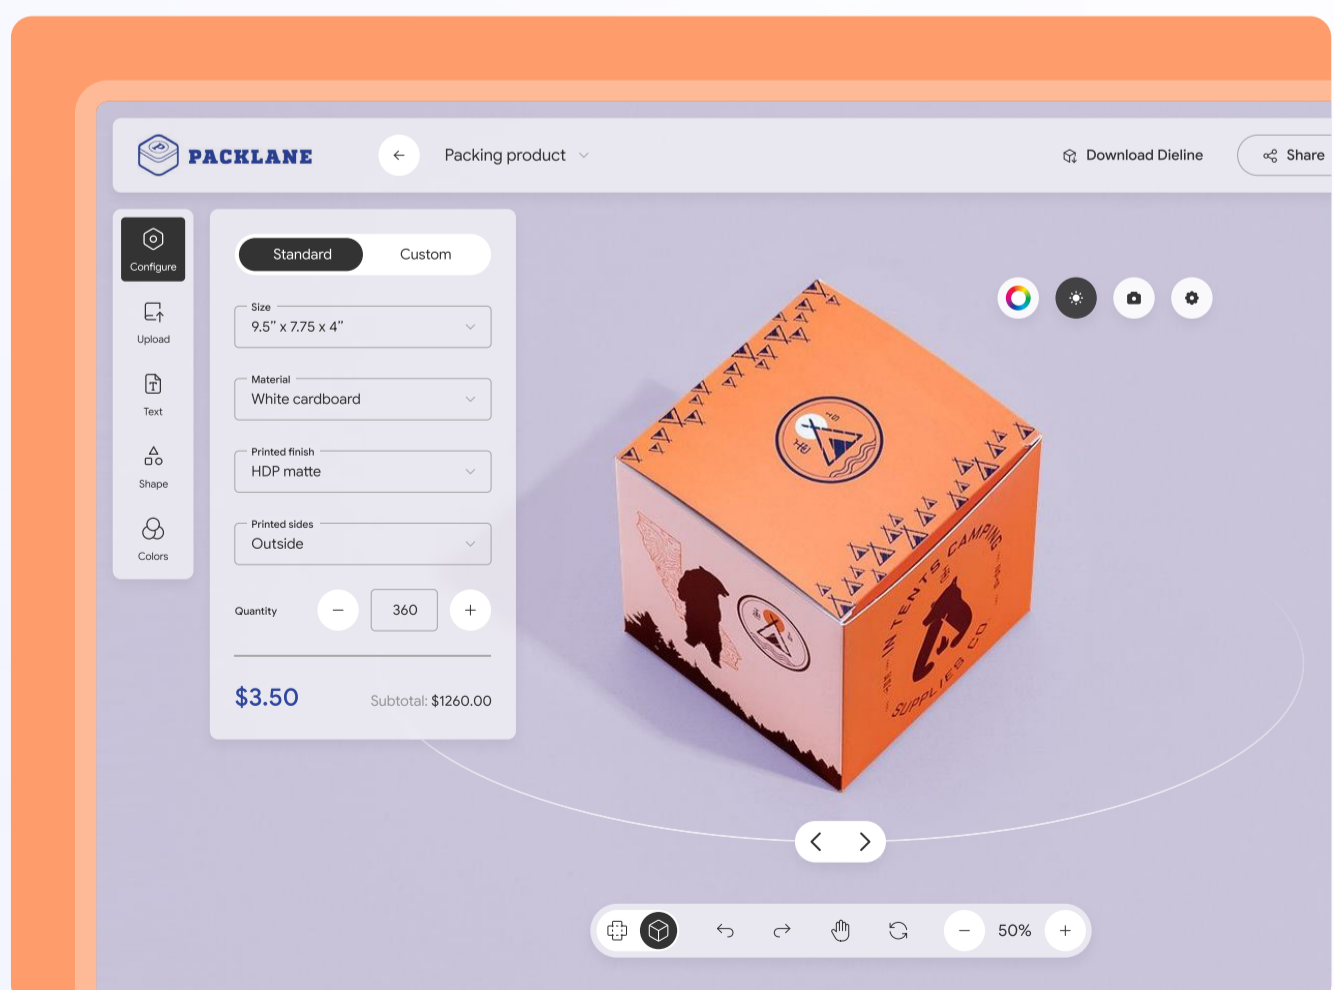 PACKLANE
Packing product
Download Dieline
Share
Configure
Upload
Text
Shape
Colors
Standard
Custom
Size
9.5” x 7.75 x 4”
Material
White cardboard
Printed finish
HDP matte
Printed sides
Outside
Quantity
360
$3.50
Subtotal: $1260.00
IN TENTS CAMPING
SUPPLIES CO
50%